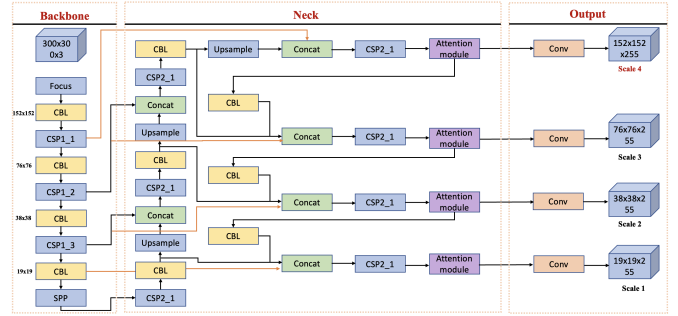 Backbone
Neck
Output
300x30
0x3
Focus
152x152
CBL
CSP1_1
76x76
CBL
CSP1_2
38x38
CBL
CSP1_3
19x19
CBL
SPP
CBL
CSP2_1
Concat
Upsample
CBL
CSP2_1
Concat
Upsample
CBL
CSP2_1
Upsample
Concat
CSP2_1
Attention
module
Conv
152x152
x255
Scale 4
CBL
Concat
CSP2_1
Attention
module
Conv
76x76x2
55
Scale 3
CBL
Concat
CSP2_1
Attention
module
Conv
38x38x2
55
Scale 2
CBL
Concat
CSP2_1
Attention
module
Conv
19x19x2
55
Scale 1